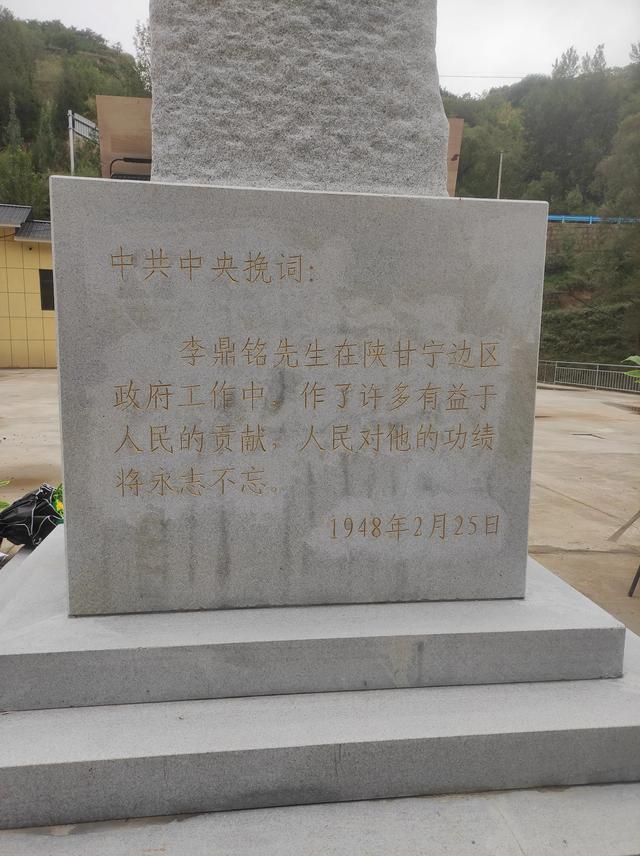 中共中央挽词：
李鼎铭先生在陕甘宁边区
政府工作中，作了许多有益于
人民的贡献，人民对他的功绩
将永志不忘。
1948年2月25日